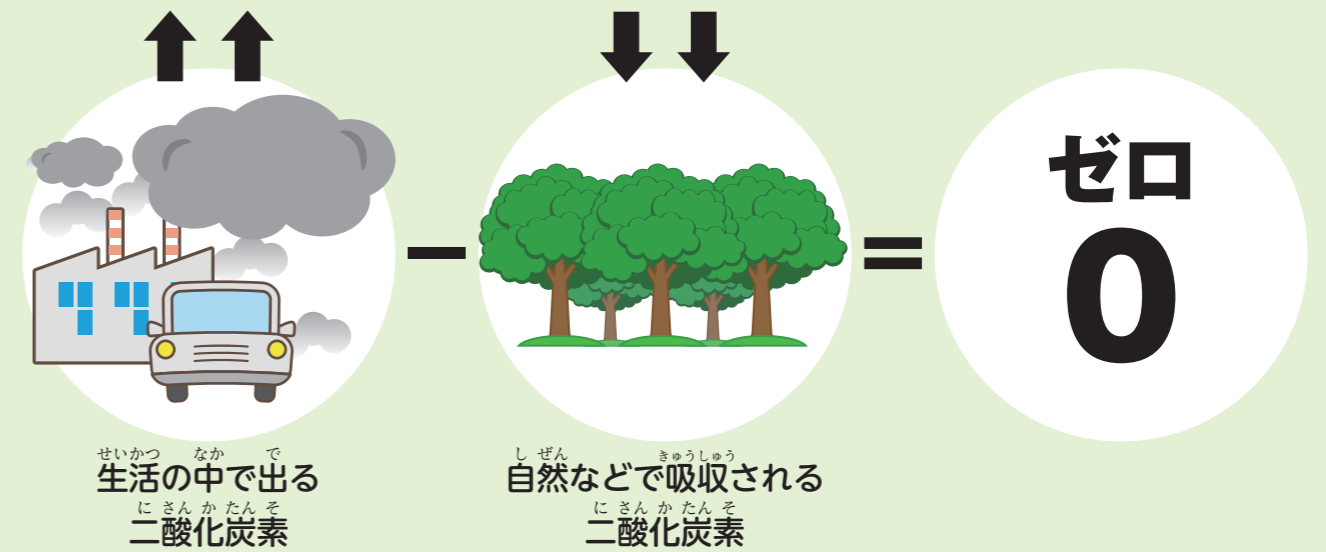 せいかつ なか で
生活の中で出る
に さん か たん そ
二酸化炭素
−
し ぜん きゅうしゅう
自然などで吸収される
に さん か たん そ
二酸化炭素
=
ゼロ
0